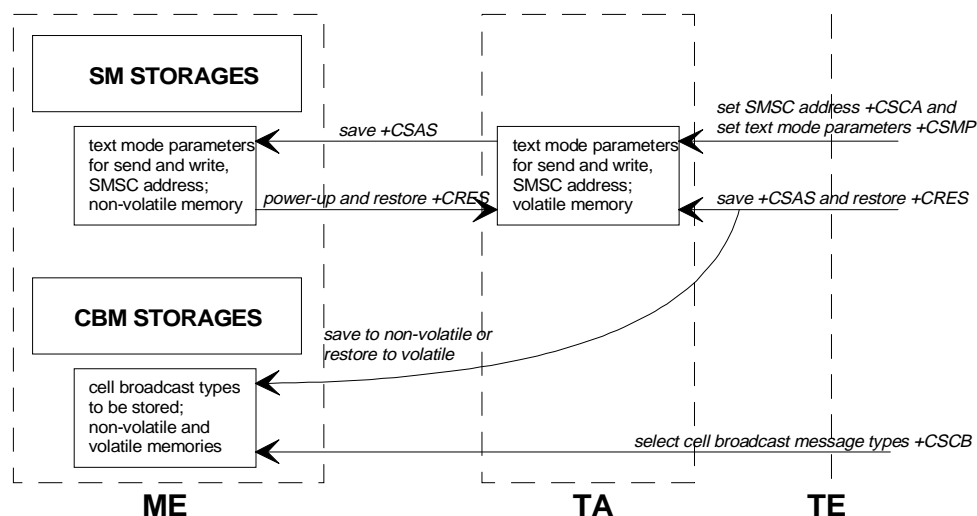 SM STORAGES
set SMSC address +CSCA and
set text mode parameters +CSMP
save +CSAS
text mode parameters
for send and write,
SMSC address;
non-volatile memory
text mode parameters
for send and write,
SMSC address;
volatile memory
power-up and restore +CRES
save +CSAS and restore +CRES
CBM STORAGES
save to non-volatile or
restore to volatile
cell broadcast types
to be stored;
non-volatile and
volatile memories
select cell broadcast message types +CSCB
ME
TA
TE